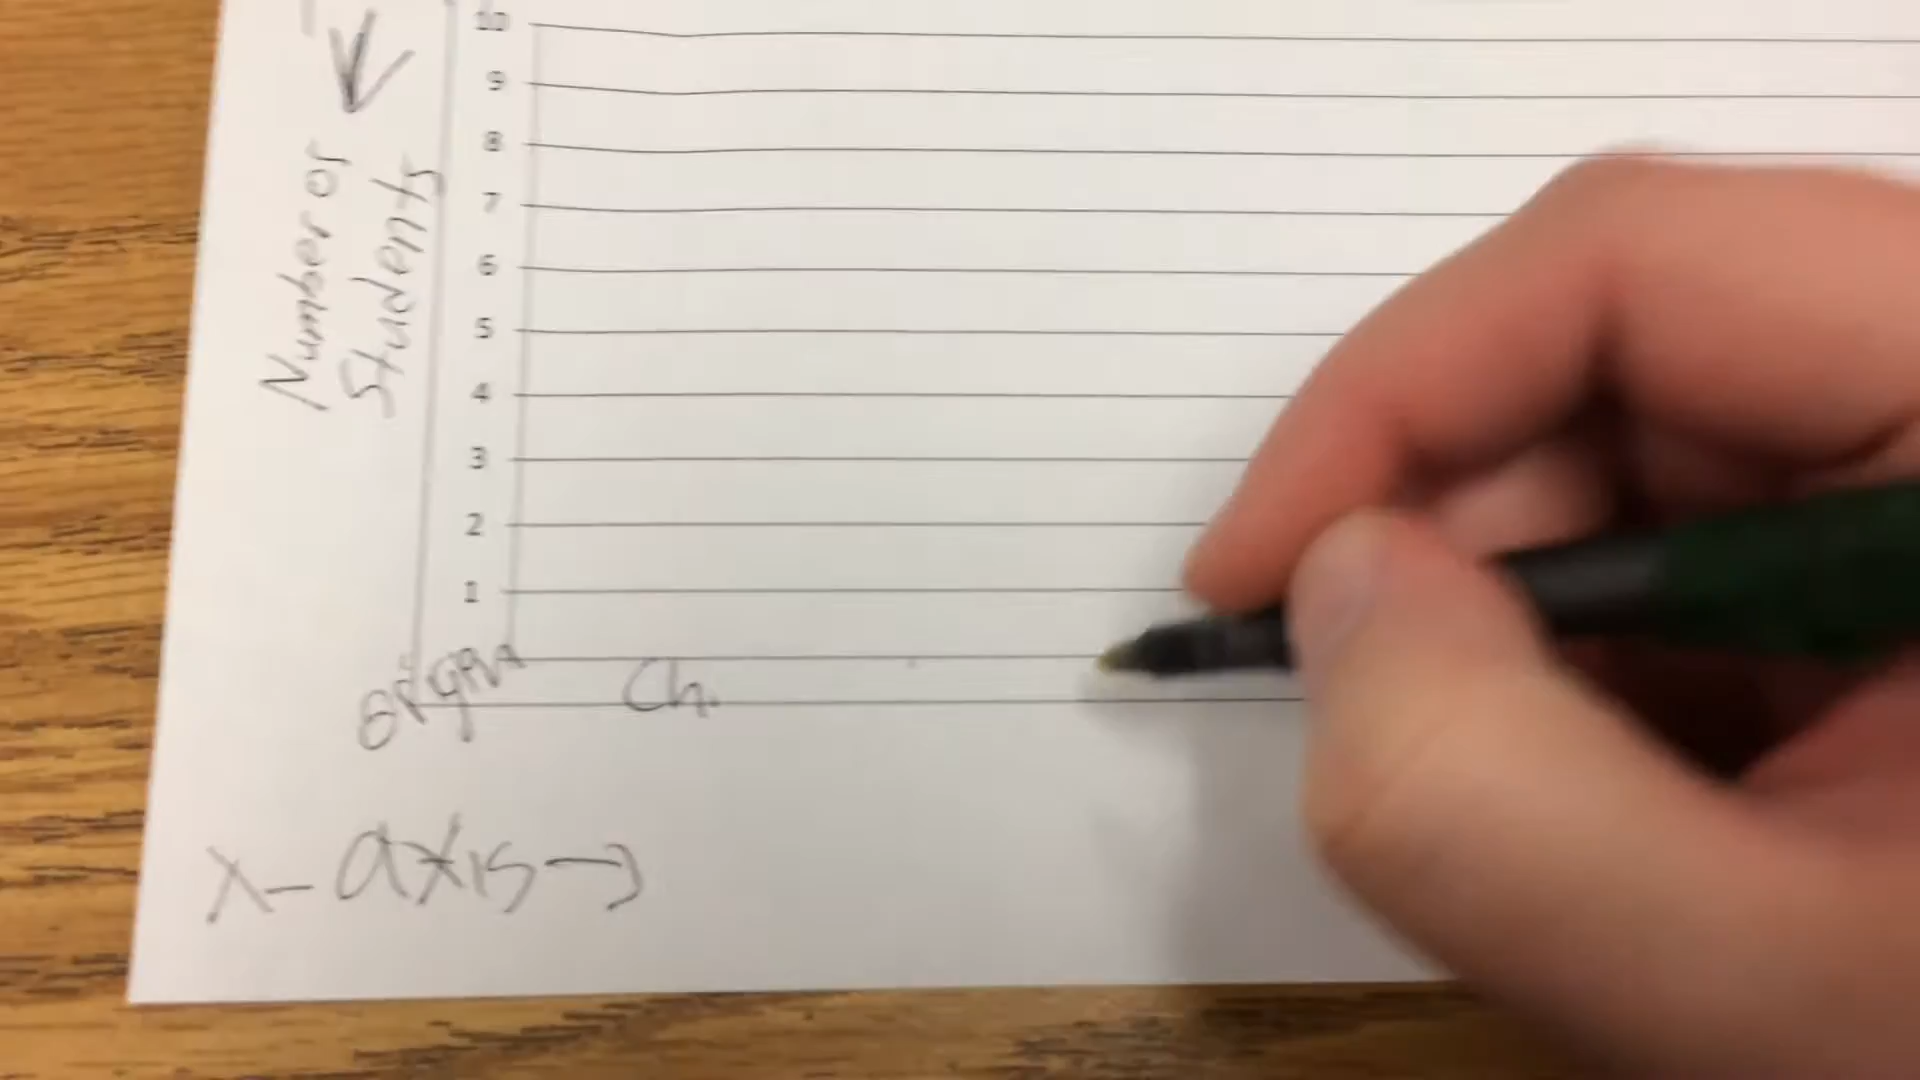 10
9
8
7
6
5
4
3
2
1
Number of
Students
origin
Ch.
x-axis →